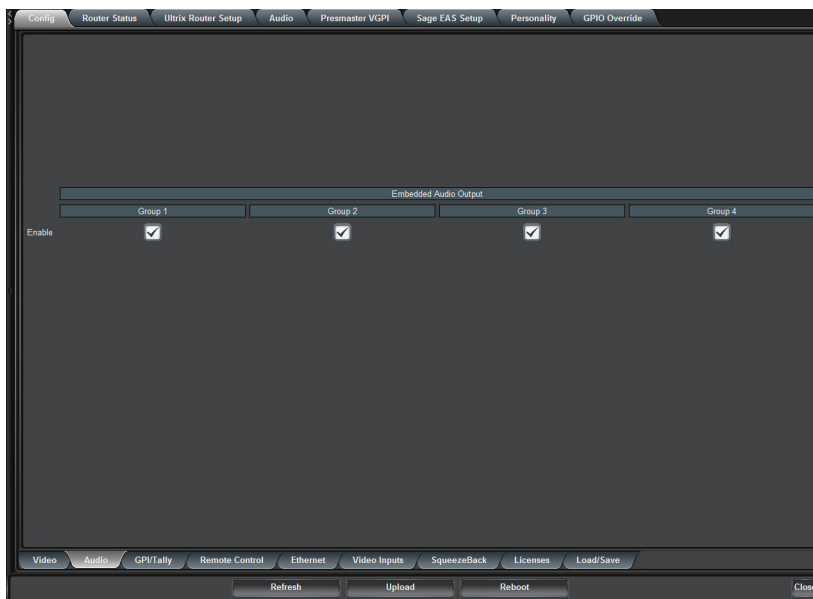 Config Router Status Ultrix Router Setup Audio Presmaster VGPI Sage EAS Setup Personality GPIO Override
Embedded Audio Output
Group 1 Group 2 Group 3 Group 4
Enable
Video Audio GPI/Tally Remote Control Ethernet Video Inputs SqueezeBack Licenses Load/Save
Refresh Upload Reboot Close